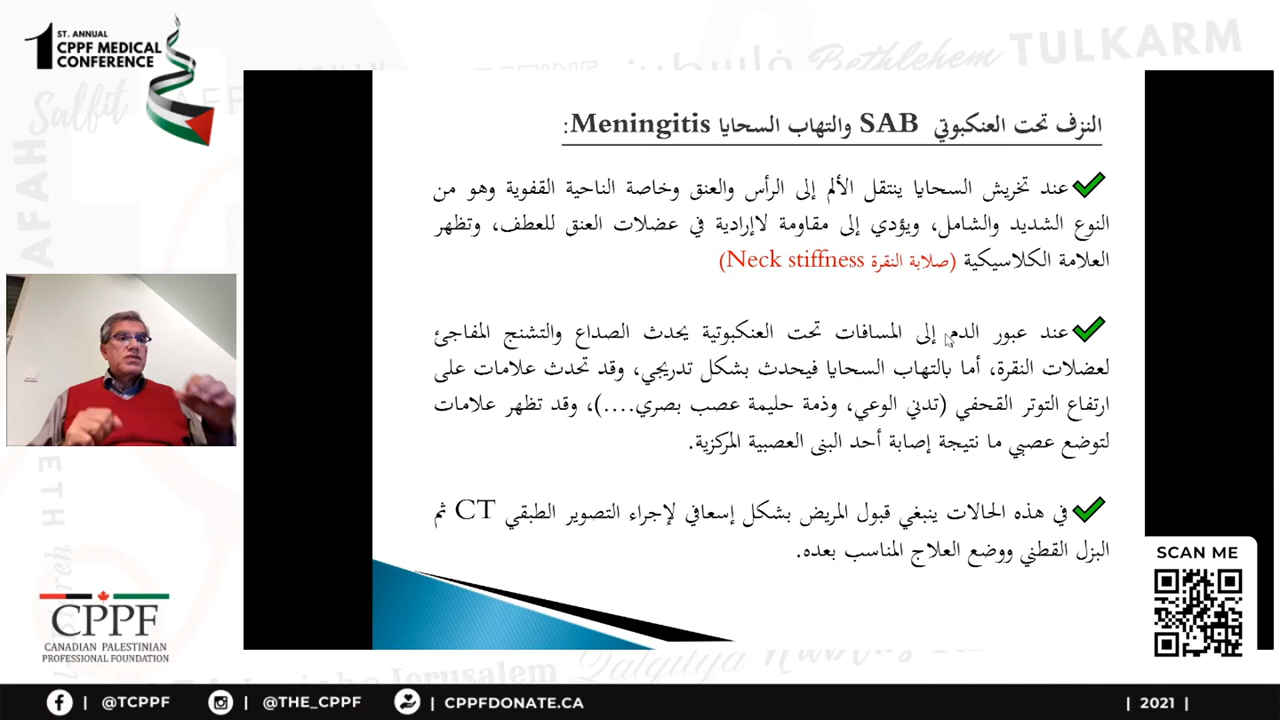 ST. ANNUAL
1 CPPF MEDICAL
CONFERENCE
Salfit
فلسطين
Bethlehem
TULKARM
النزف تحت العنكبوتي SAB والتهاب السحايا Meningitis:
عند تخريش السحايا ينتقل الألم إلى الرأس والعنق وخاصة الناحية القفوية وهو من
النوع الشديد والشامل، ويؤدي إلى مقاومة لاإرادية في عضلات العنق للعطف، وتظهر
العلامة الكلاسيكية (صلابة النقرة Neck stiffness)
عند عبور الدم إلى المسافات تحت العنكبوتية يحدث الصداع والتشنج المفاجئ
لعضلات النقرة، أما بالتهاب السحايا فيحدث بشكل تدريجي، وقد تحدث علامات على
ارتفاع التوتر القحفي (تدني الوعي، وذمة حليمة عصب بصري....)، وقد تظهر علامات
لتوضع عصبي ما نتيجة إصابة أحد البنى العصبية المركزية.
في هذه الحالات ينبغي قبول المريض بشكل إسعافي لإجراء التصوير الطبقي CT ثم
البزل القطني ووضع العلاج المناسب بعده.
SCAN ME
CPPF
CANADIAN PALESTINIAN
PROFESSIONAL FOUNDATION
Jerusalem
Qalqilya
| @TCPPF
| @THE_CPPF
| CPPFDONATE.CA
| 2021 |